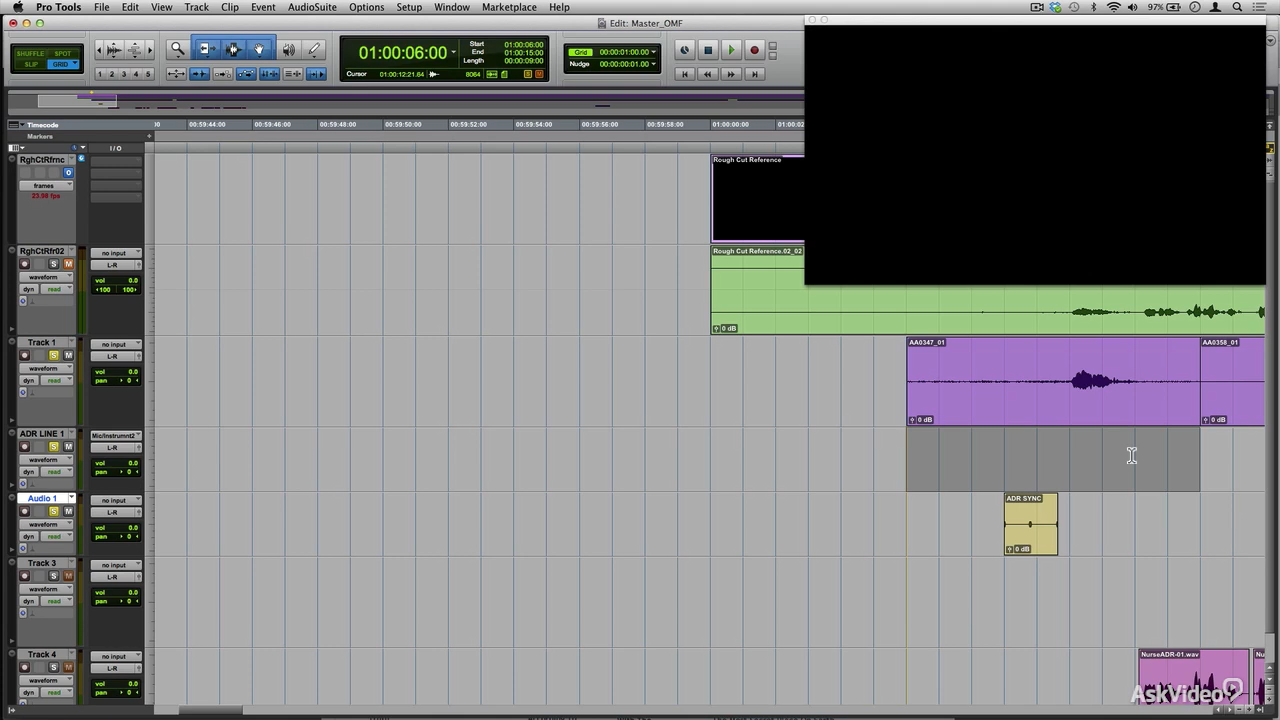 Pro Tools File Edit View Track Clip Event AudioSuite Options Setup Window Marketplace Help 97%
Edit: Master_OMF
SHUFFLE SPOT
SLIP GRID
01:00:06:00
Start 01:00:06:00
End 01:00:15:00
Length 00:00:09:00
Cursor 01:00:12:21.84 8064
Grid 00:00:01:00.00
Nudge 00:00:00:01.00
1 2 3 4 5
Timecode 00:59:44:00 00:59:46:00 00:59:48:00 00:59:50:00 00:59:52:00 00:59:54:00 00:59:56:00 00:59:58:00 01:00:00:00 01:00:02
Markers
I/O
RghCtRfrnc
frames
23.98 fps
Rough Cut Reference
RghCtRfr02
S M
waveform
dyn read
no input
L-R
vol 0.0
100 100
Rough Cut Reference.02_02
0 dB
Track 1
S M
waveform
dyn read
no input
L-R
vol 0.0
pan 0
AA0347_01
0 dB
AA0358_01
0 dB
ADR LINE 1
S M
waveform
dyn read
Mic/Instrumnt2
L-R
vol 0.0
pan 0
Audio 1
S M
waveform
dyn read
no input
L-R
vol 0.0
pan 0
ADR SYNC
0 dB
Track 3
S M
waveform
dyn read
no input
L-R
vol 0.0
pan 0
Track 4
S M
waveform
dyn read
no input
L-R
vol 0.0
pan 0
NurseADR-01.wav
Nu
AskVideo